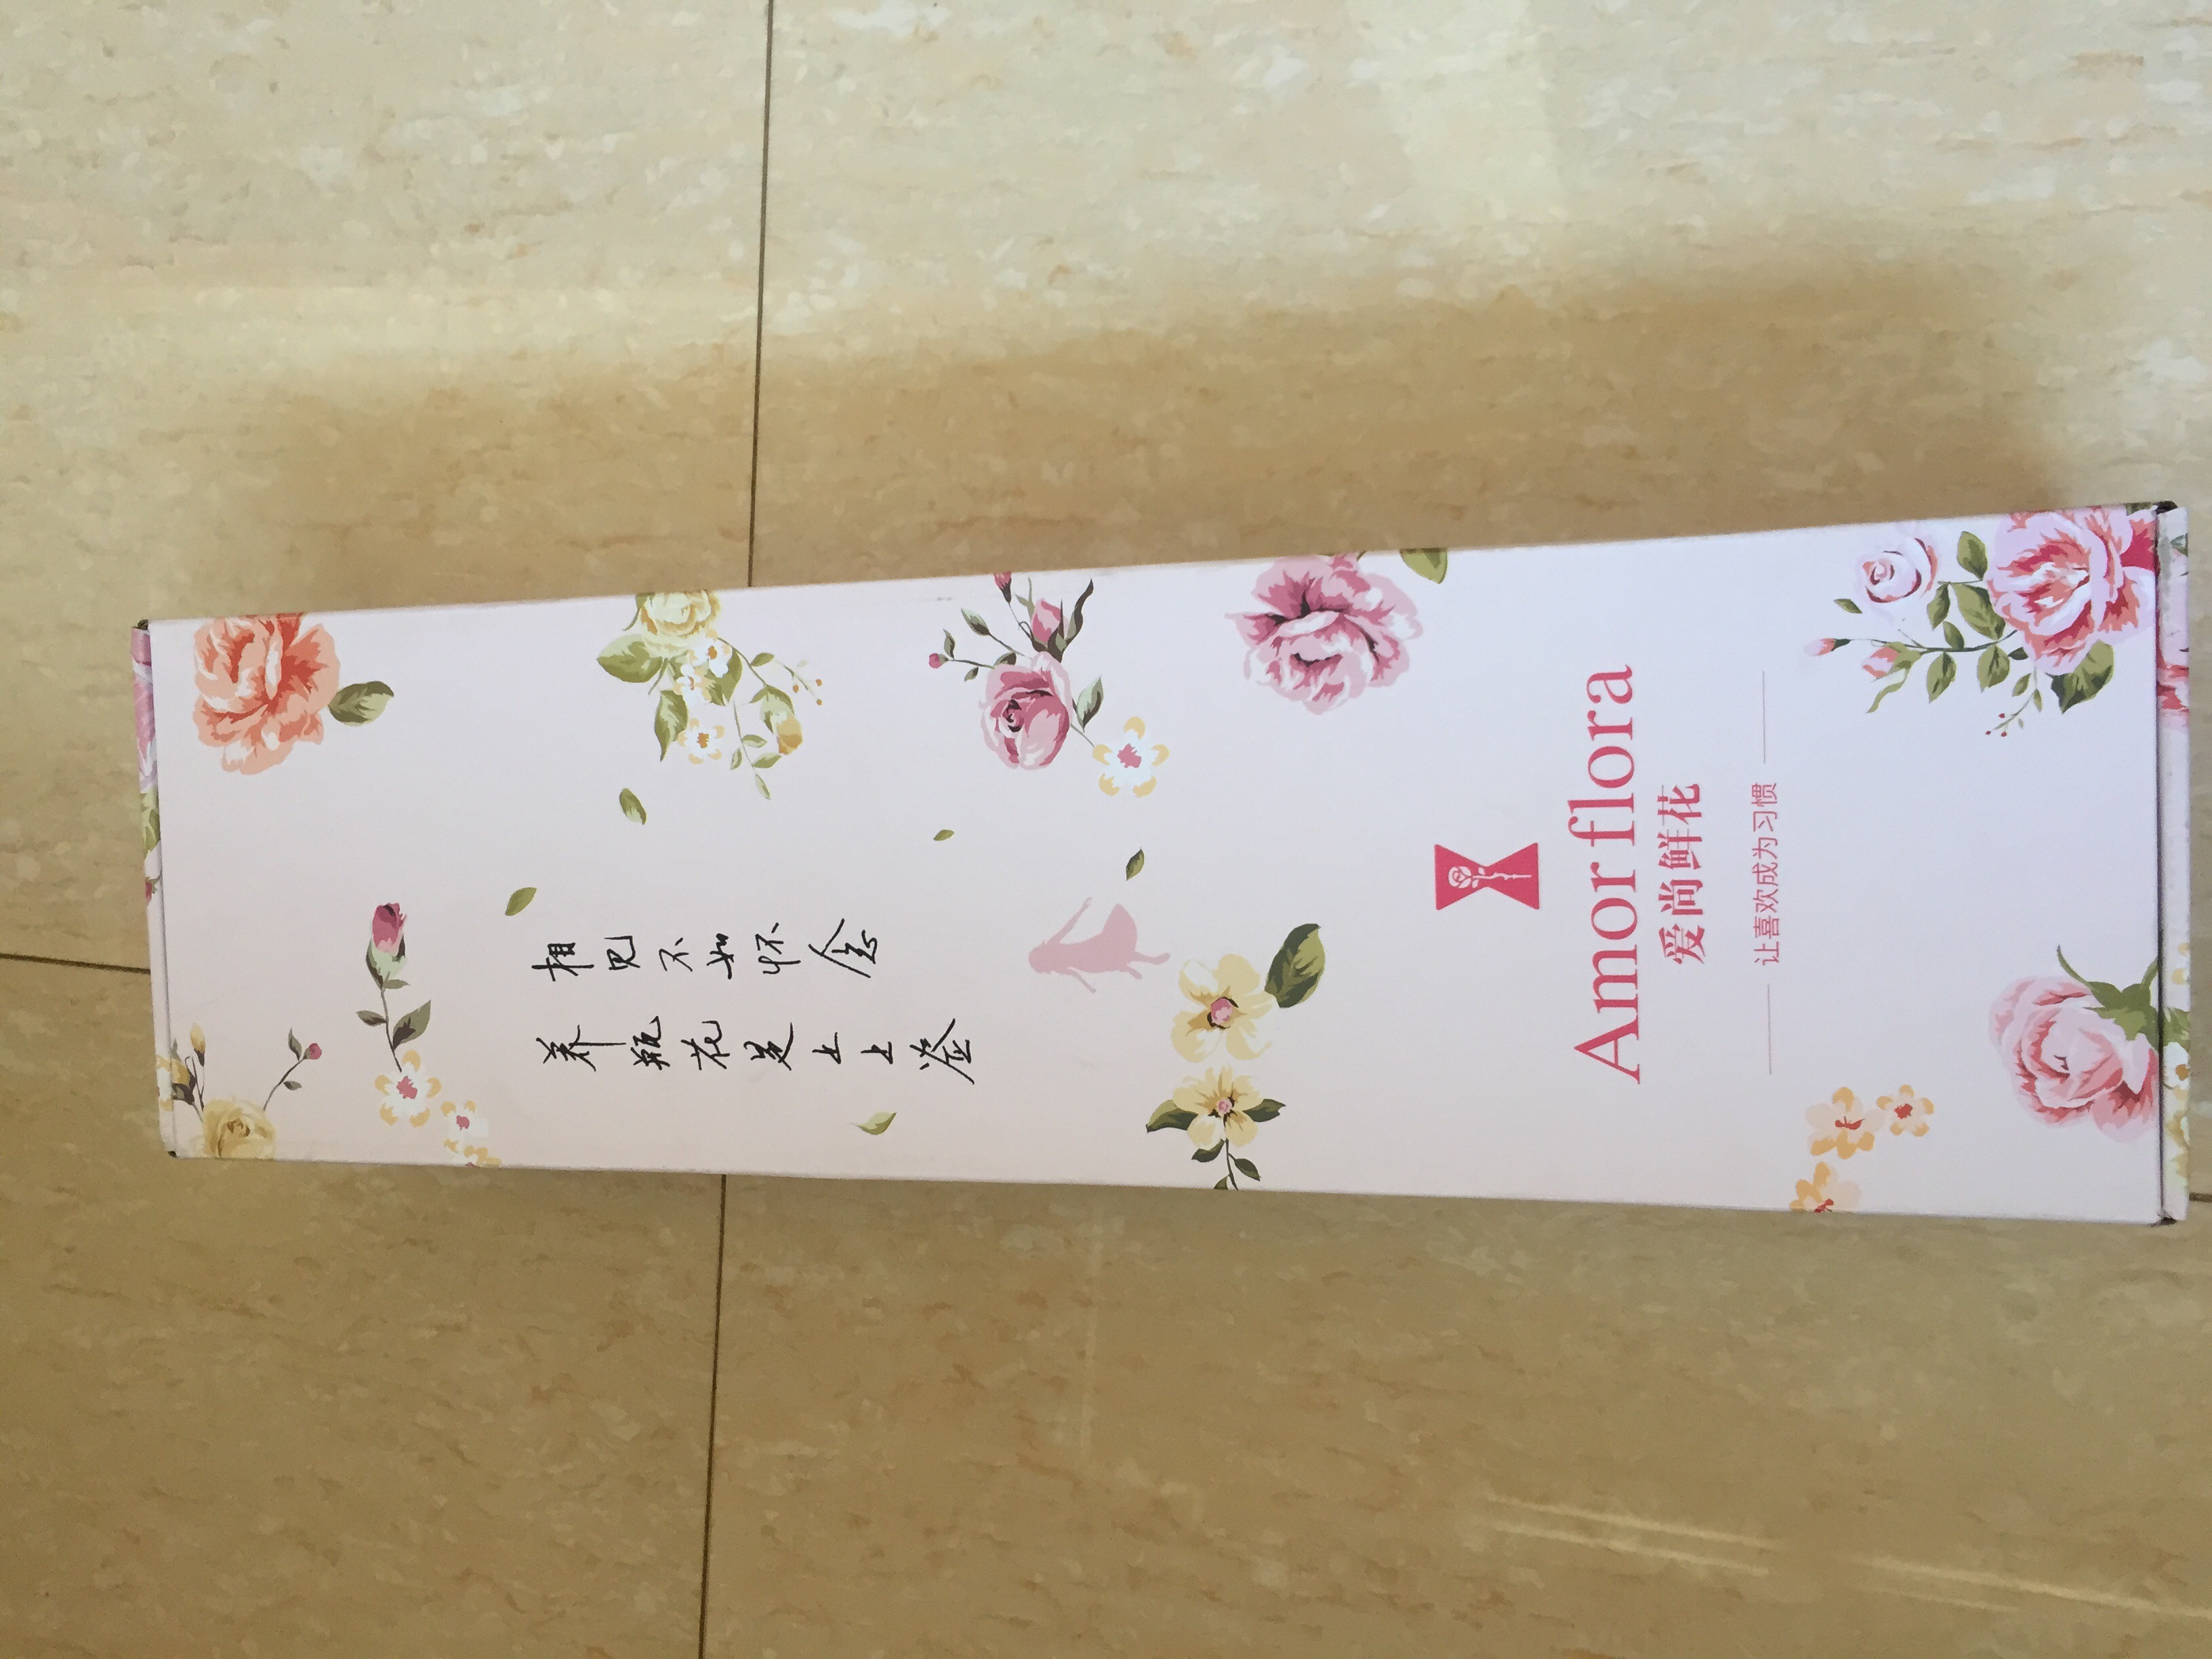 相见不如怀念
养瓶花是上上签
Amor flora
爱尚鲜花
让喜欢成为习惯